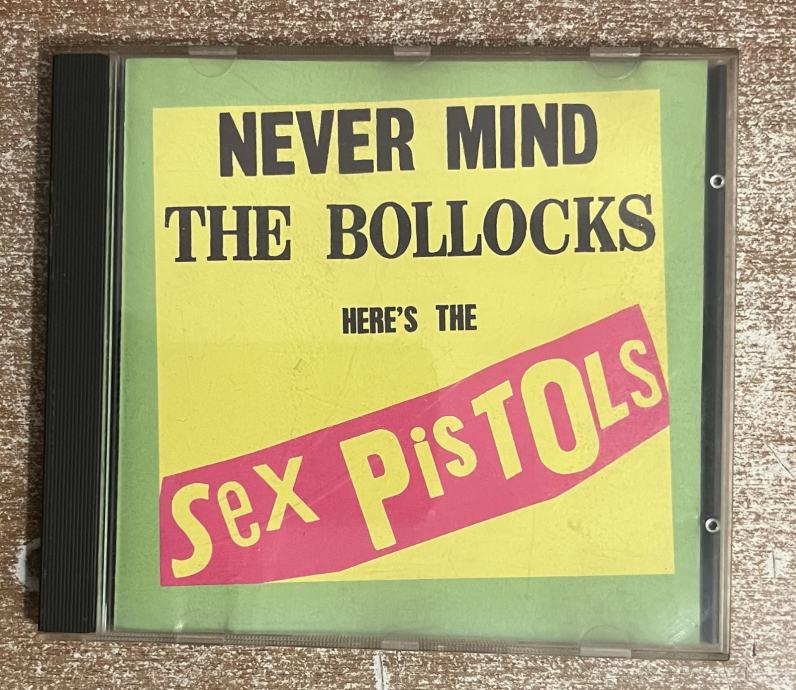 NEVER MIND
THE BOLLOCKS
HERE'S THE
Sex PiSTOLS